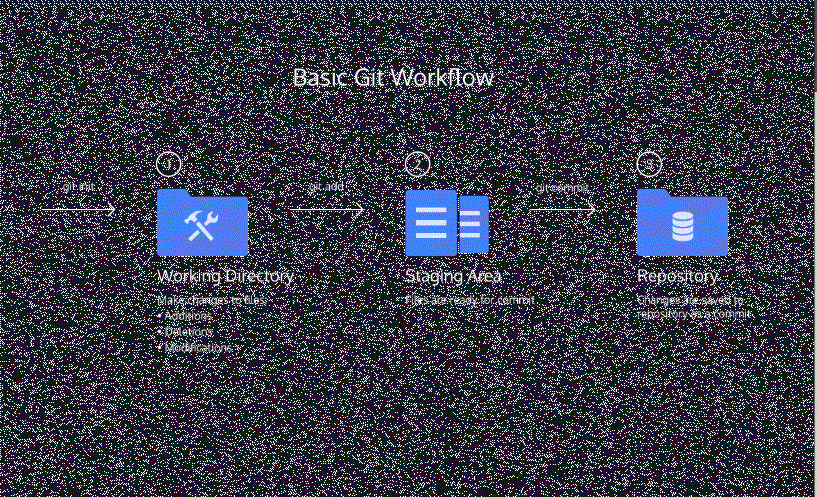 Basic Git Workflow
1
2
3
git init
git add
git commit
Working Directory
Staging Area
Repository
Make changes to files:
• Additions
• Deletions
• Modifications
Files are ready for commit
Changes are saved to
repository as a commit